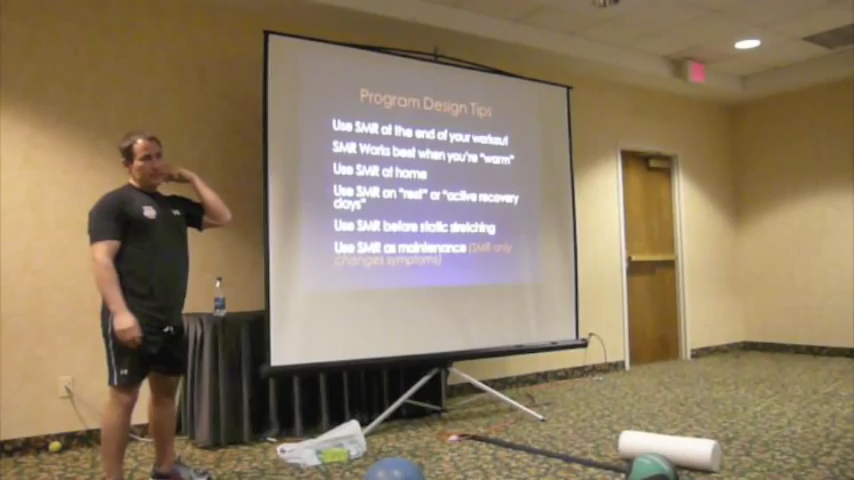 Program Design Tips
Use SMR at the end of your workout
SMR Works best when you're "warm"
Use SMR at home
Use SMR on "rest" or "active recovery
days"
Use SMR before static stretching
Use SMR as maintenance (SMR only
changes symptoms)